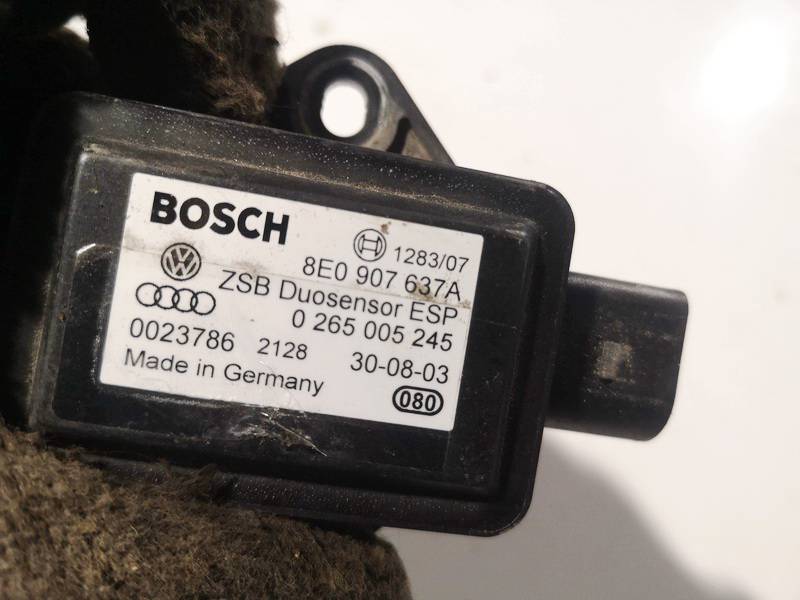 BOSCH
1283/07
8E0 907 637A
ZSB Duosensor ESP
0 265 005 245
0023786 2128 30-08-03
Made in Germany
080